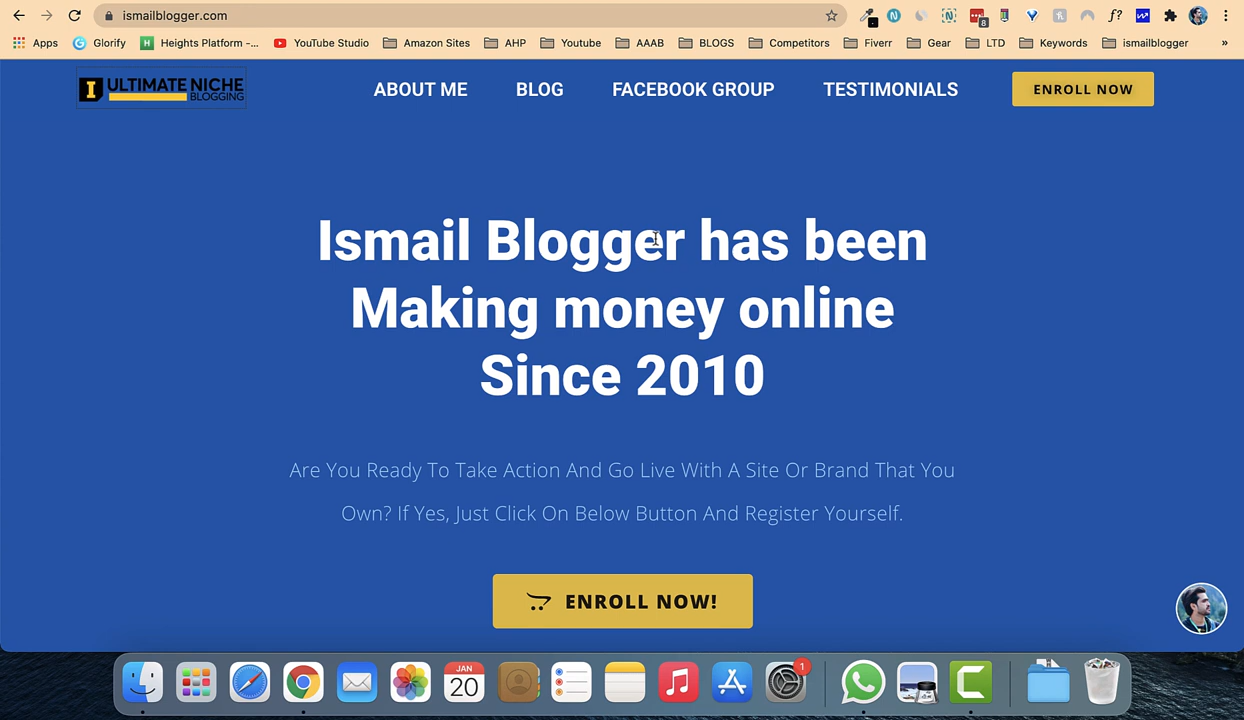 ismailblogger.com
8
f?
Apps
Glorify
Heights Platform –...
YouTube Studio
Amazon Sites
AHP
Youtube
AAAB
BLOGS
Competitors
Fiverr
Gear
LTD
Keywords
ismailblogger
»
I ULTIMATE NICHE
BLOGGING
ABOUT ME
BLOG
FACEBOOK GROUP
TESTIMONIALS
ENROLL NOW
Ismail Blogger has been
Making money online
Since 2010
Are You Ready To Take Action And Go Live With A Site Or Brand That You
Own? If Yes, Just Click On Below Button And Register Yourself.
ENROLL NOW!
JAN
20
1